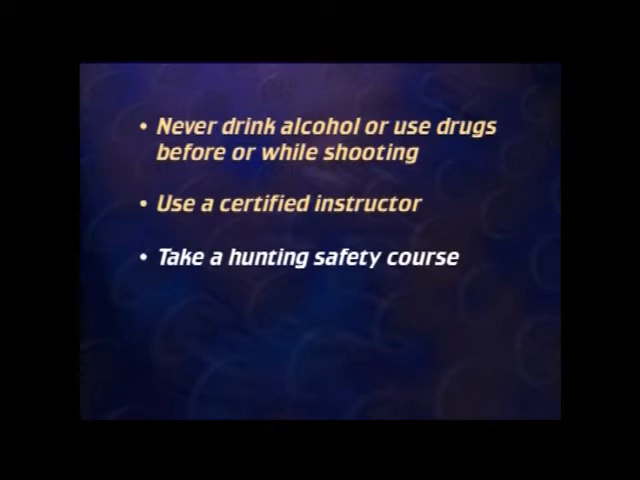 • Never drink alcohol or use drugs
before or while shooting
• Use a certified instructor
• Take a hunting safety course